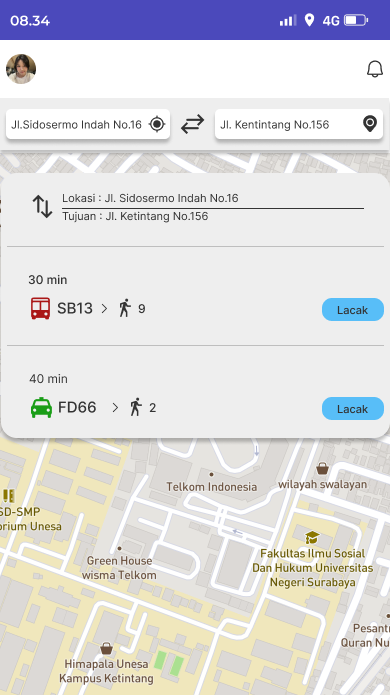 08.34
4G
Jl.Sidosermo Indah No.16
Jl. Kentintang No.156
Lokasi : Jl. Sidosermo Indah No.16
Tujuan : Jl. Ketintang No.156
30 min
SB13 > 9
Lacak
40 min
FD66 > 2
Lacak
Telkom Indonesia
wilayah swalayan
SD-SMP
orium Unesa
Green House
wisma Telkom
Fakultas Ilmu Sosial
Dan Hukum Universitas
Negeri Surabaya
Pesant
Quran Nu
Himapala Unesa
Kampus Ketintang